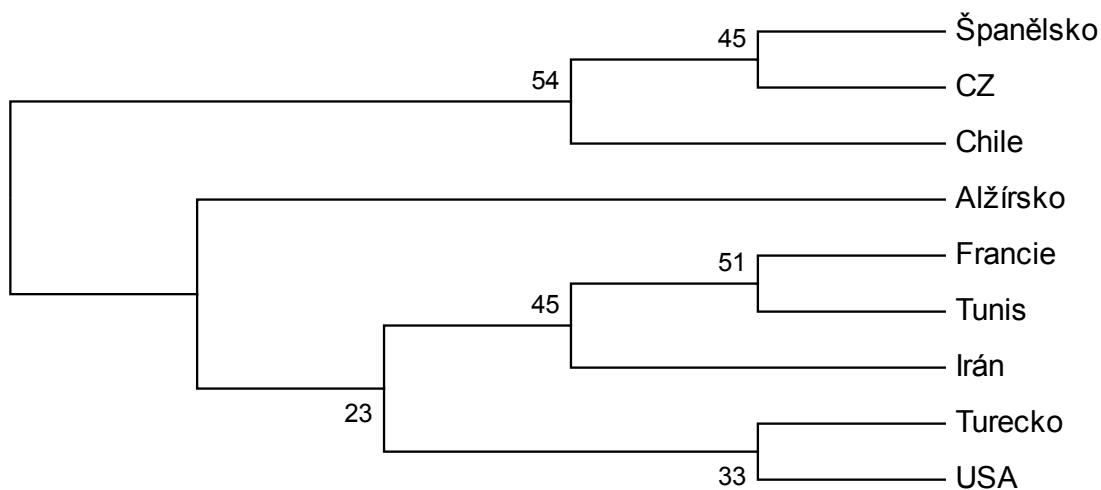 45
Španělsko
54
CZ
Chile
Alžírsko
51
Francie
45
Tunis
Irán
23
Turecko
33
USA